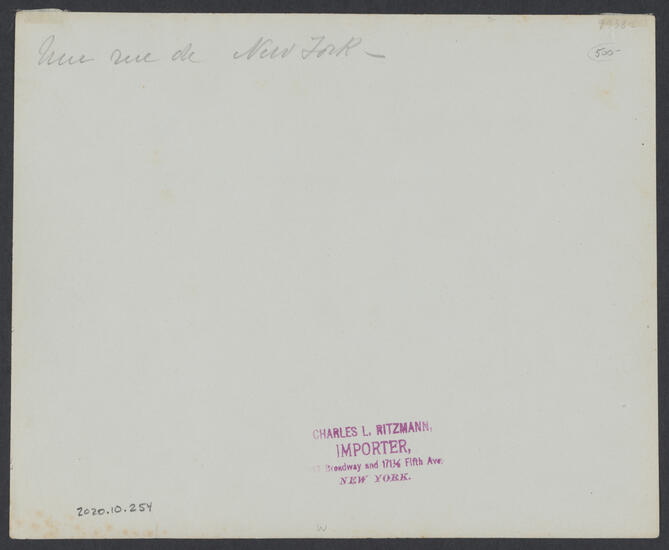 Une rue de New York –
500-
CHARLES L. RITZMANN,
IMPORTER,
Broadway and 171½ Fifth Ave.
NEW YORK.
2020.10.254
W